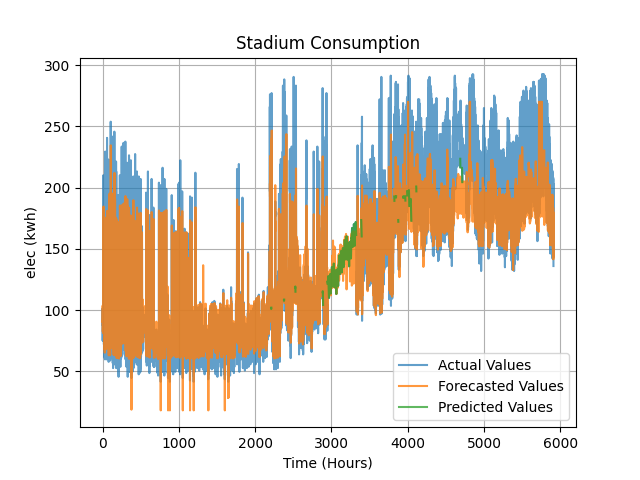 Stadium Consumption
elec (kwh)
300
250
200
150
100
50
0 1000 2000 3000 4000 5000 6000
Time (Hours)
Actual Values
Forecasted Values
Predicted Values